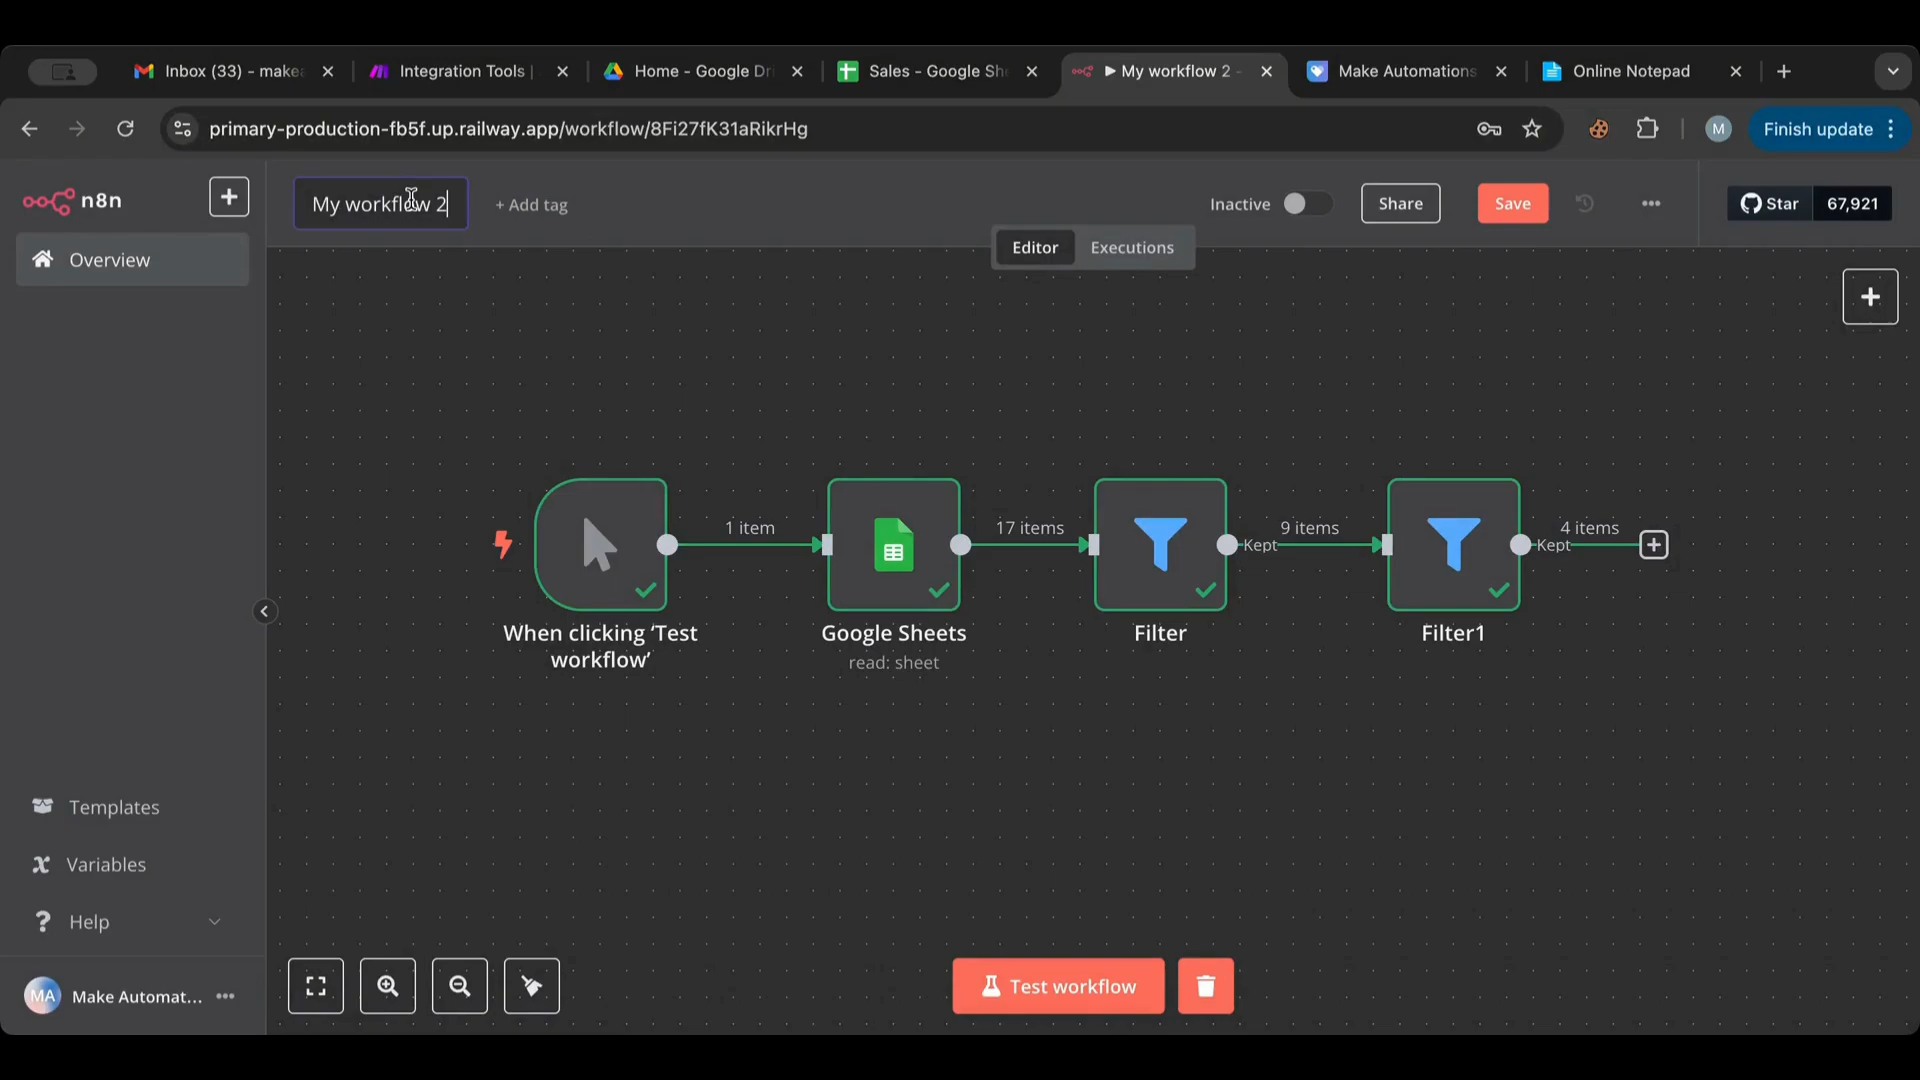 Inbox (33) - make
Integration Tools |
Home - Google Dri
Sales - Google Sh
▶ My workflow 2 -
Make Automations
Online Notepad
primary-production-fb5f.up.railway.app/workflow/8Fi27fK31aRikrHg
M
Finish update
n8n
My workflow 2
+ Add tag
Inactive
Share
Save
Star
67,921
Editor
Executions
Overview
1 item
17 items
9 items
4 items
Kept
Kept
When clicking ‘Test
workflow’
Google Sheets
read: sheet
Filter
Filter1
Templates
Variables
Help
MA
Make Automat...
Test workflow